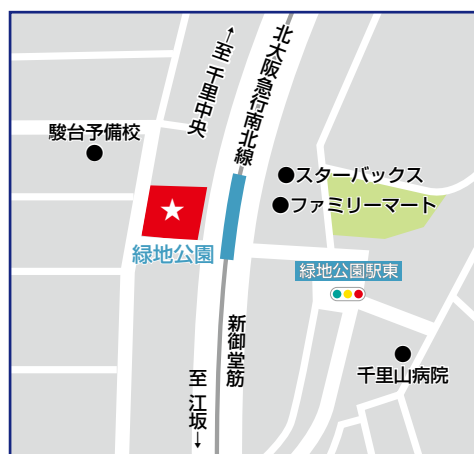 ↑至 千里中央
北大阪急行南北線
駿台予備校
スターバックス
ファミリーマート
緑地公園
緑地公園駅東
新御堂筋
至 江坂↓
千里山病院